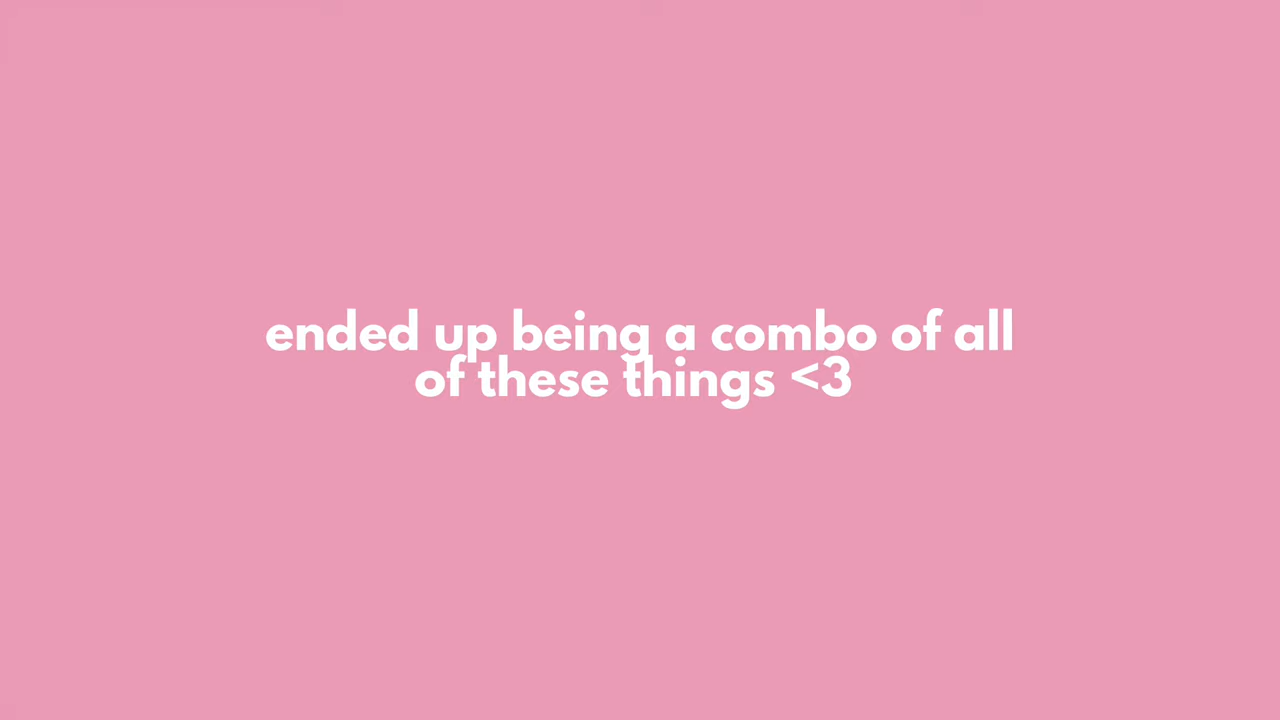 ended up being a combo of all
of these things <3